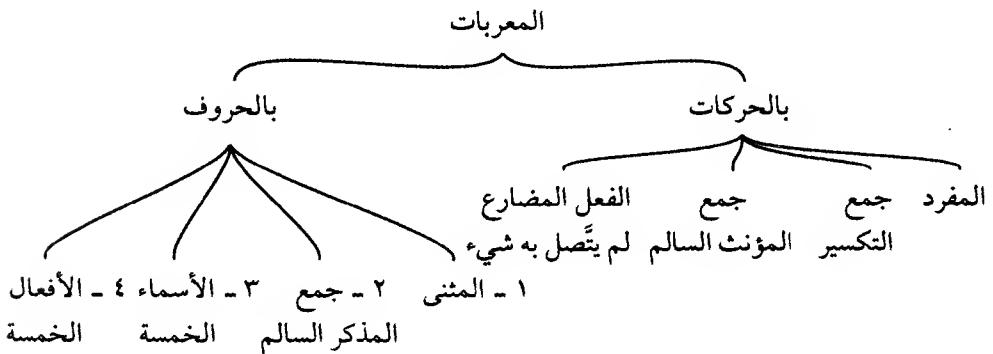 المعربات
بالحركات بالحروف
المفرد جمع جمع الفعل المضارع
التكسير المؤنث السالم لم يتَّصل به شيء
١ ـ المثنى ٢ ـ جمع ٣ ـ الأسماء ٤ ـ الأفعال
المذكر السالم الخمسة الخمسة